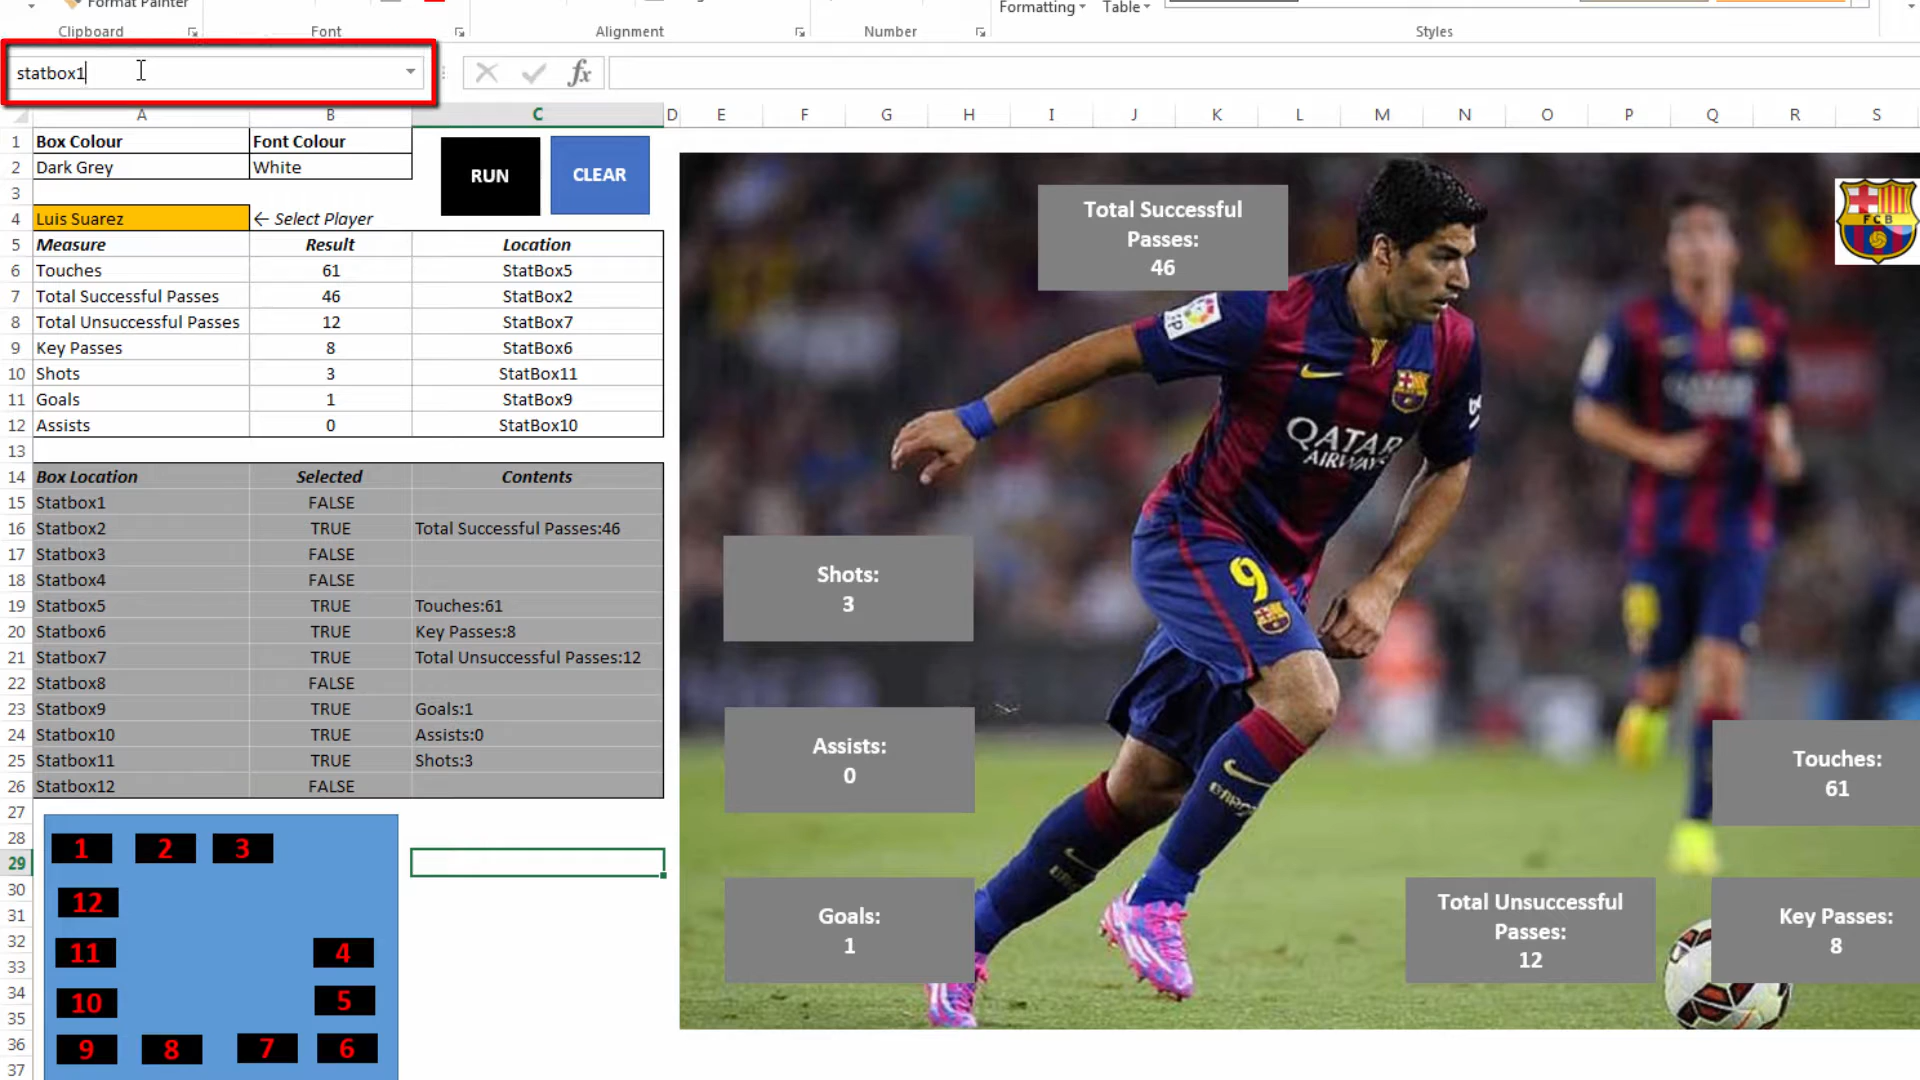 Format Painter
Formatting
Table
Clipboard
Font
Alignment
Number
Styles
statbox1
fx
A B C D E F G H I J K L M N O P Q R S
1 Box Colour Font Colour
2 Dark Grey White
3
4 Luis Suarez ← Select Player
5 Measure Result Location
6 Touches 61 StatBox5
7 Total Successful Passes 46 StatBox2
8 Total Unsuccessful Passes 12 StatBox7
9 Key Passes 8 StatBox6
10 Shots 3 StatBox11
11 Goals 1 StatBox9
12 Assists 0 StatBox10
13
14 Box Location Selected Contents
15 Statbox1 FALSE
16 Statbox2 TRUE Total Successful Passes:46
17 Statbox3 FALSE
18 Statbox4 FALSE
19 Statbox5 TRUE Touches:61
20 Statbox6 TRUE Key Passes:8
21 Statbox7 TRUE Total Unsuccessful Passes:12
22 Statbox8 FALSE
23 Statbox9 TRUE Goals:1
24 Statbox10 TRUE Assists:0
25 Statbox11 TRUE Shots:3
26 Statbox12 FALSE
27
28
29
30
31
32
33
34
35
36
37
RUN
CLEAR
1 2 3
12
11 4
10 5
9 8 7 6
Total Successful
Passes:
46
FCB
QATAR
AIRWAYS
9
Shots:
3
Assists:
0
Goals:
1
Touches:
61
Total Unsuccessful
Passes:
12
Key Passes:
8